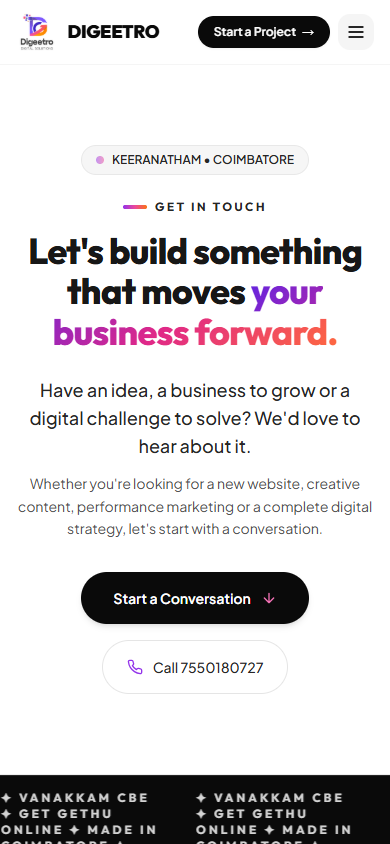 Digeetro
DIGITAL SOLUTIONS
DIGEETRO
Start a Project →
KEERANATHAM • COIMBATORE
GET IN TOUCH
Let's build something
that moves your
business forward.
Have an idea, a business to grow or a
digital challenge to solve? We'd love to
hear about it.
Whether you're looking for a new website, creative
content, performance marketing or a complete digital
strategy, let's start with a conversation.
Start a Conversation ↓
Call 7550180727
✦ VANAKKAM CBE
✦ GET GETHU
ONLINE ✦ MADE IN
COIMBATORE ✦
✦ VANAKKAM CBE
✦ GET GETHU
ONLINE ✦ MADE IN
COIMBATORE ✦